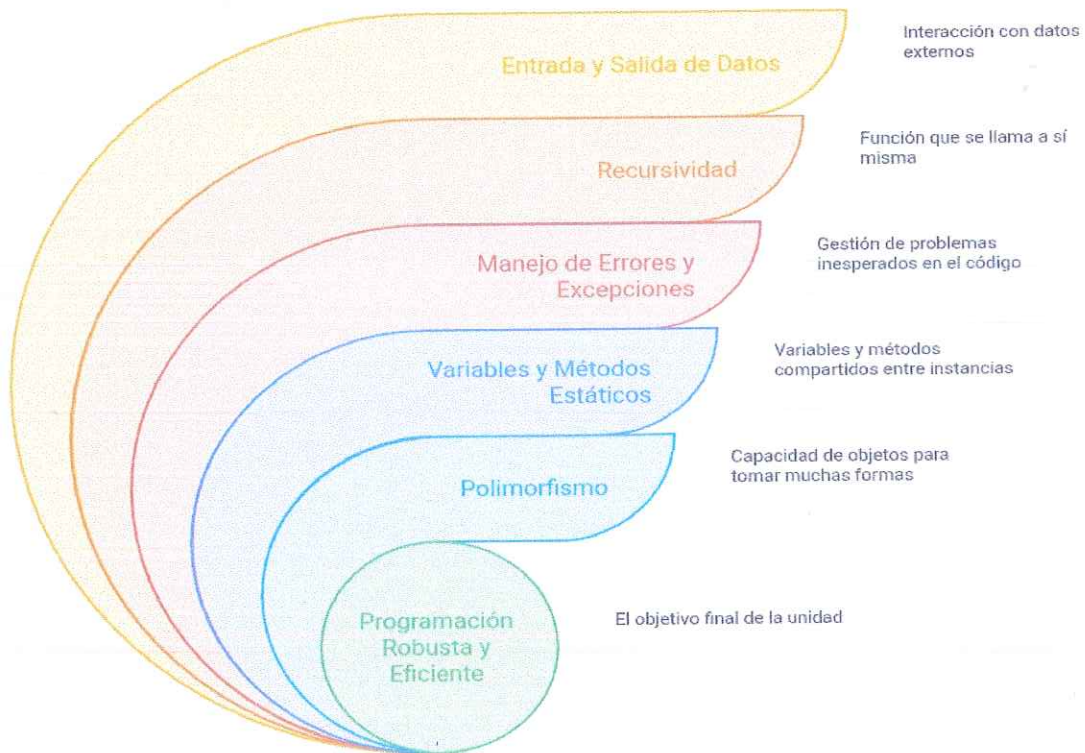 Entrada y Salida de Datos
Interacción con datos
externos
Recursividad
Función que se llama a sí
misma
Manejo de Errores y
Excepciones
Gestión de problemas
inesperados en el código
Variables y Métodos
Estáticos
Variables y métodos
compartidos entre instancias
Polimorfismo
Capacidad de objetos para
tomar muchas formas
Programación
Robusta y
Eficiente
El objetivo final de la unidad